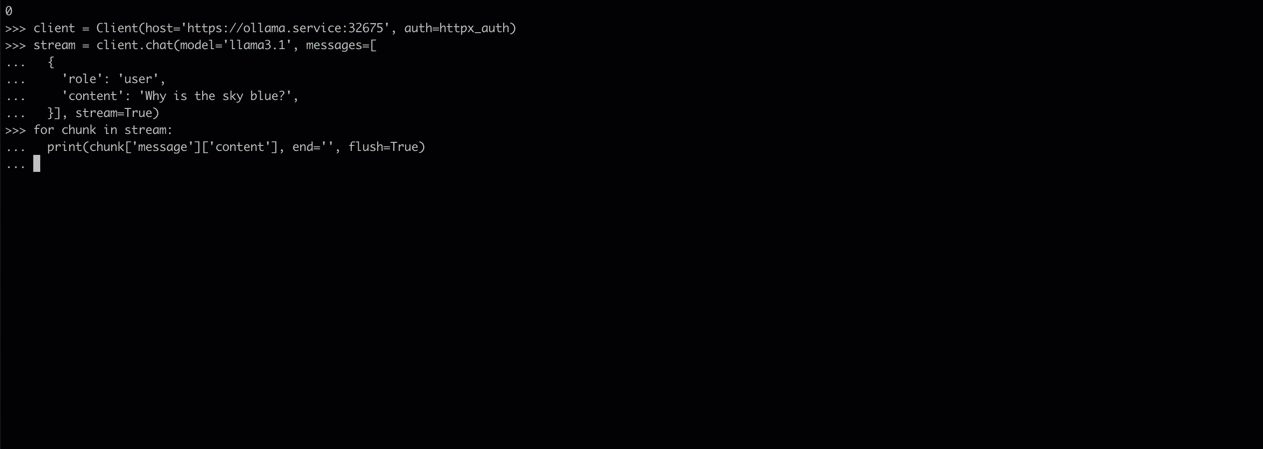 0
>>> client = Client(host='https://ollama.service:32675', auth=httpx_auth)
>>> stream = client.chat(model='llama3.1', messages=[
...   {
...     'role': 'user',
...     'content': 'Why is the sky blue?',
...   }], stream=True)
>>> for chunk in stream:
...   print(chunk['message']['content'], end='', flush=True)
...